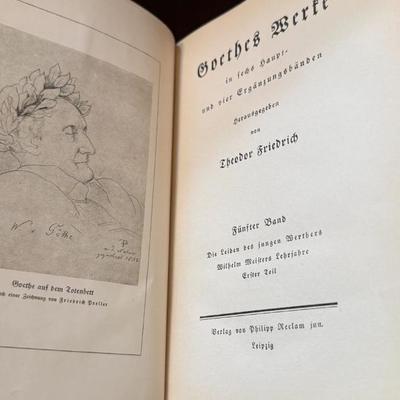 W v Göthe
Goethe auf dem Totenbett
einer Zeichnung von Friedrich Preller
Goethes Werke
in sechs Haupt-
und vier Ergänzungsbänden
Herausgegeben
von
Theodor Friedrich
Fünfter Band
Die Leiden des jungen Werthers
Wilhelm Meisters Lehrjahre
Erster Teil
Verlag von Philipp Reclam jun.
Leipzig